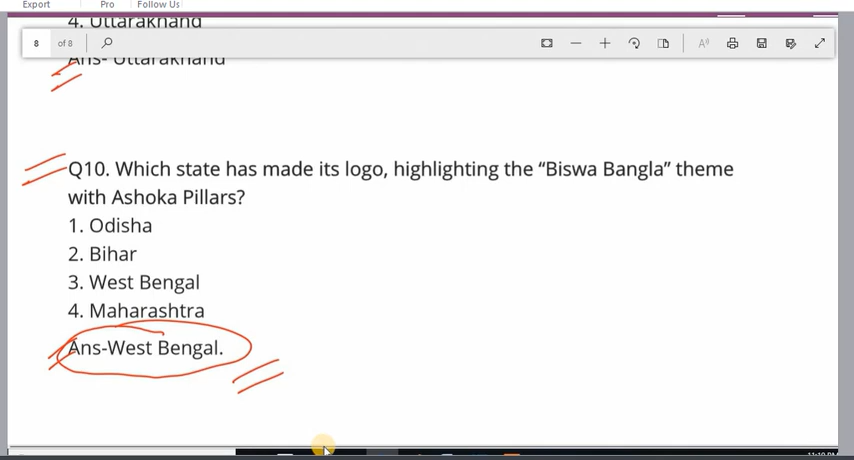 Export Pro Follow Us
4. Uttarakhand
8 of 8
Ans- Uttarakhand
Q10. Which state has made its logo, highlighting the “Biswa Bangla” theme
with Ashoka Pillars?
1. Odisha
2. Bihar
3. West Bengal
4. Maharashtra
Ans-West Bengal.